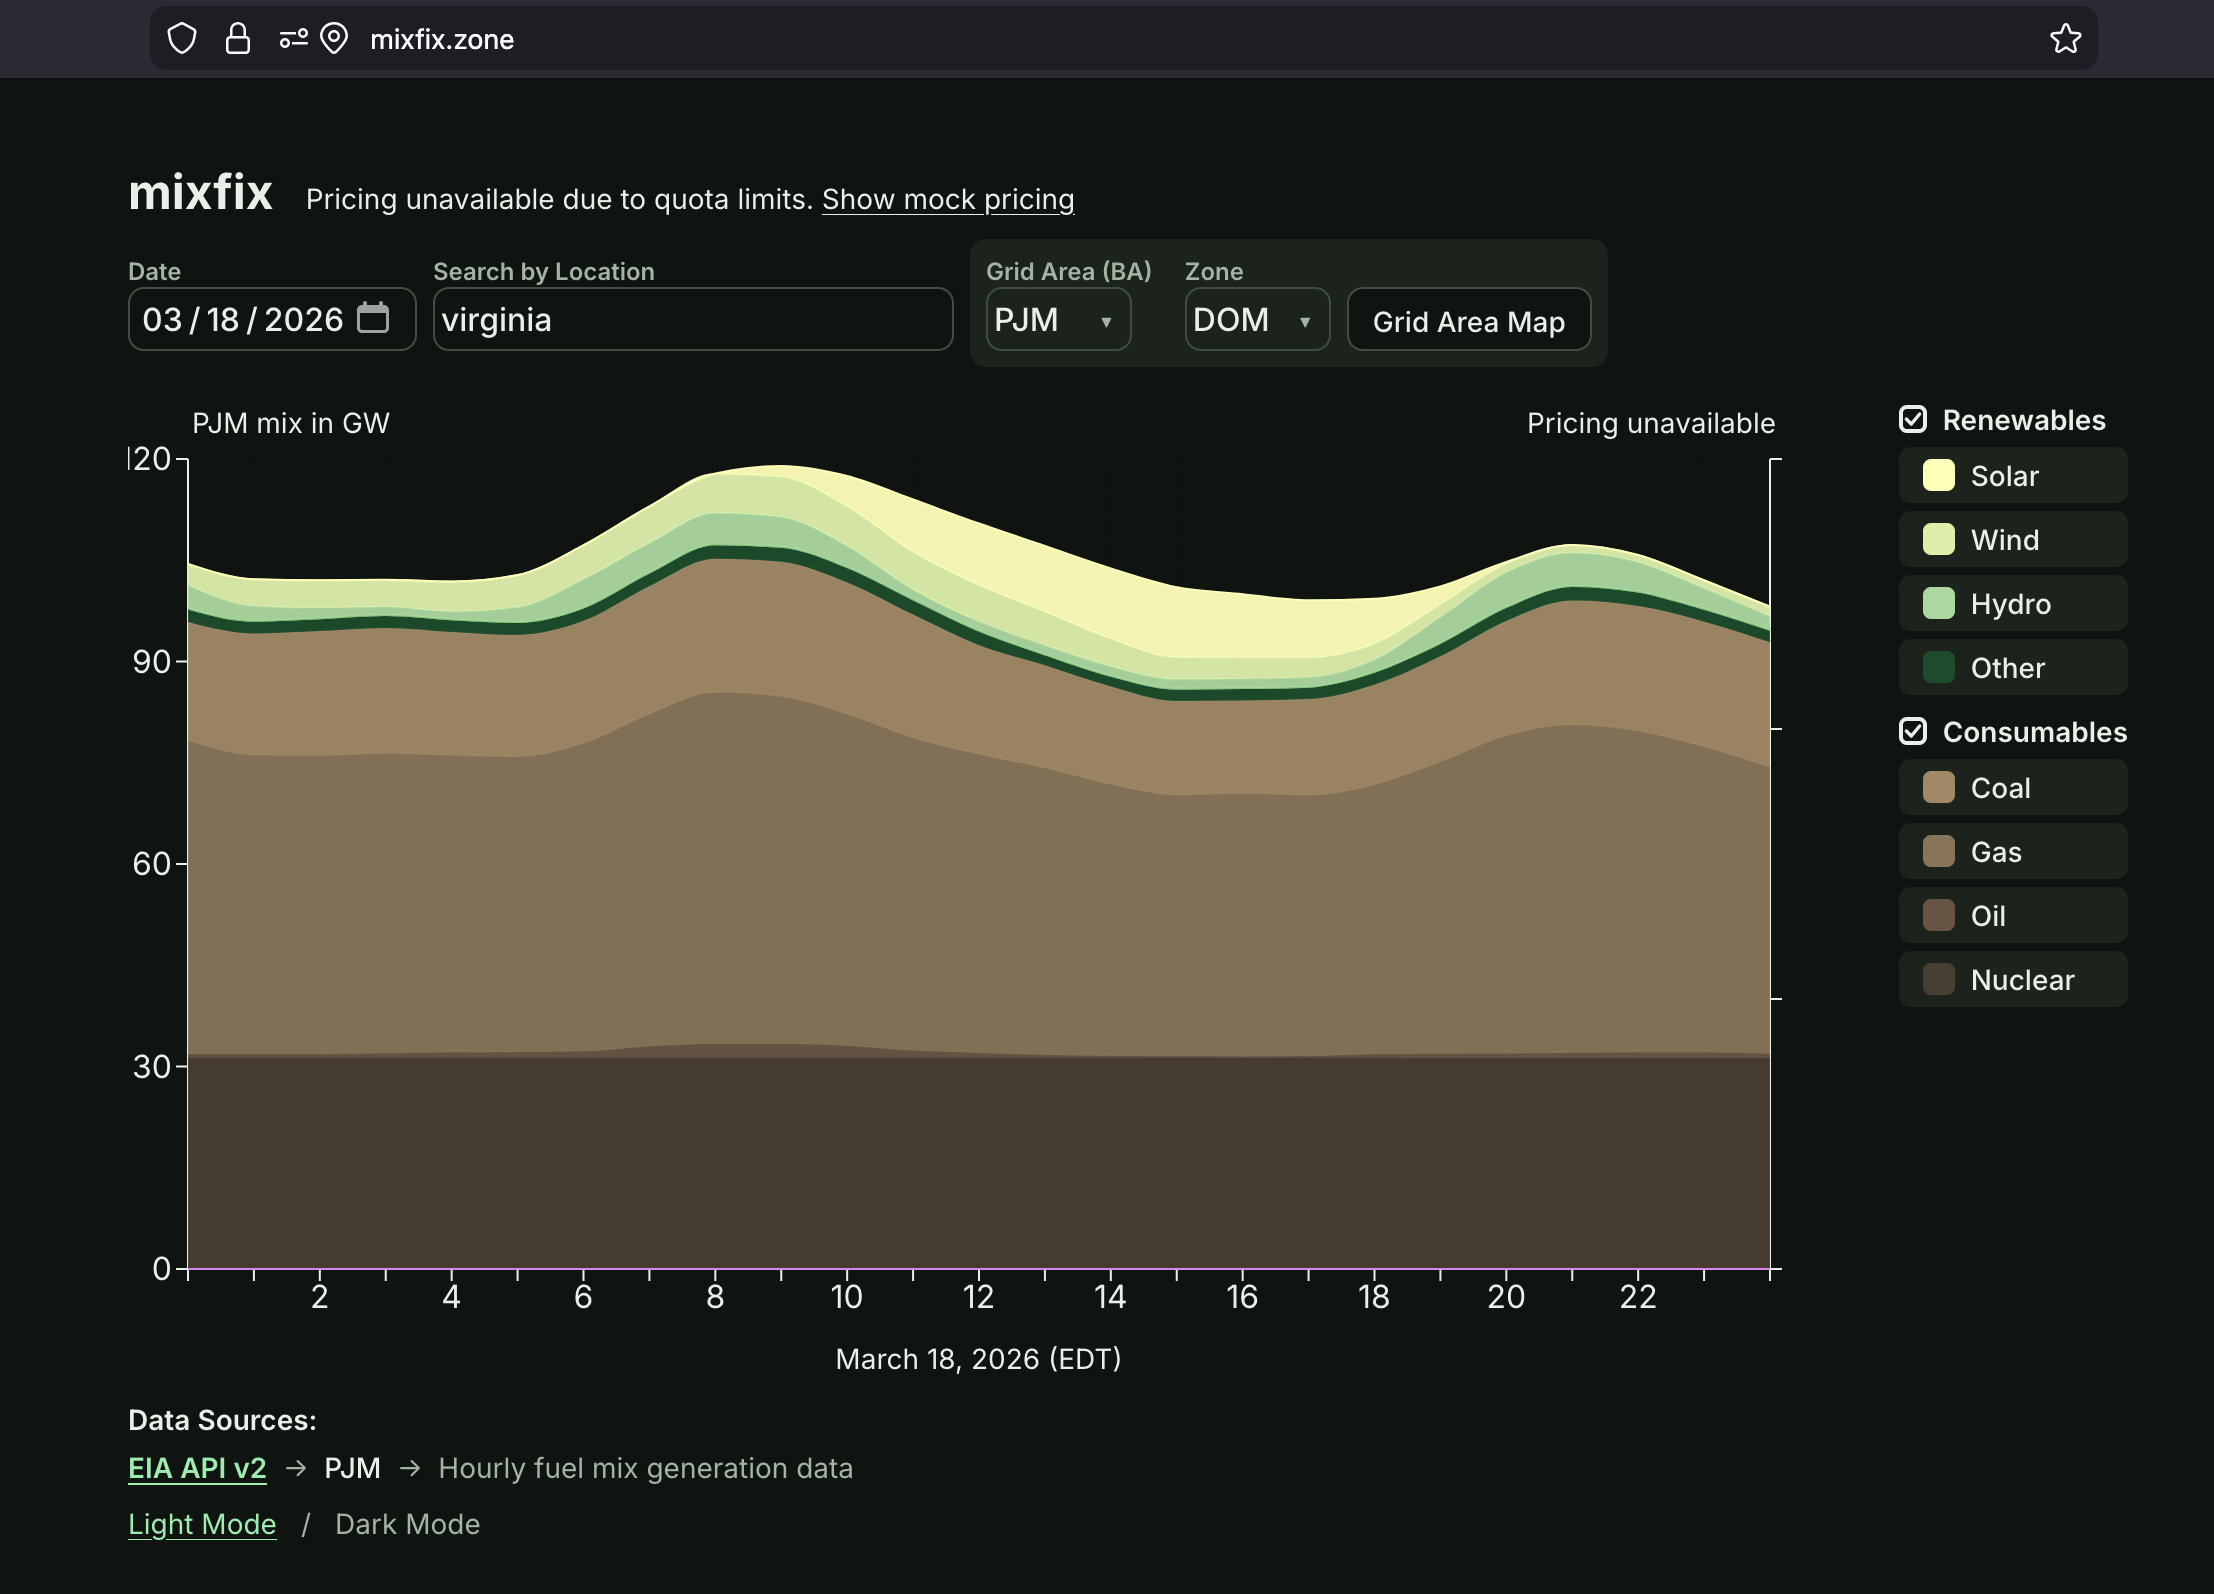 mixfix.zone
mixfix Pricing unavailable due to quota limits. Show mock pricing
Date Search by Location Grid Area (BA) Zone
03/18/2026 virginia PJM ▾ DOM ▾ Grid Area Map
PJM mix in GW Pricing unavailable
120
90
60
30
0
2 4 6 8 10 12 14 16 18 20 22
March 18, 2026 (EDT)
Renewables
Solar
Wind
Hydro
Other
Consumables
Coal
Gas
Oil
Nuclear
Data Sources:
EIA API v2 → PJM → Hourly fuel mix generation data
Light Mode / Dark Mode